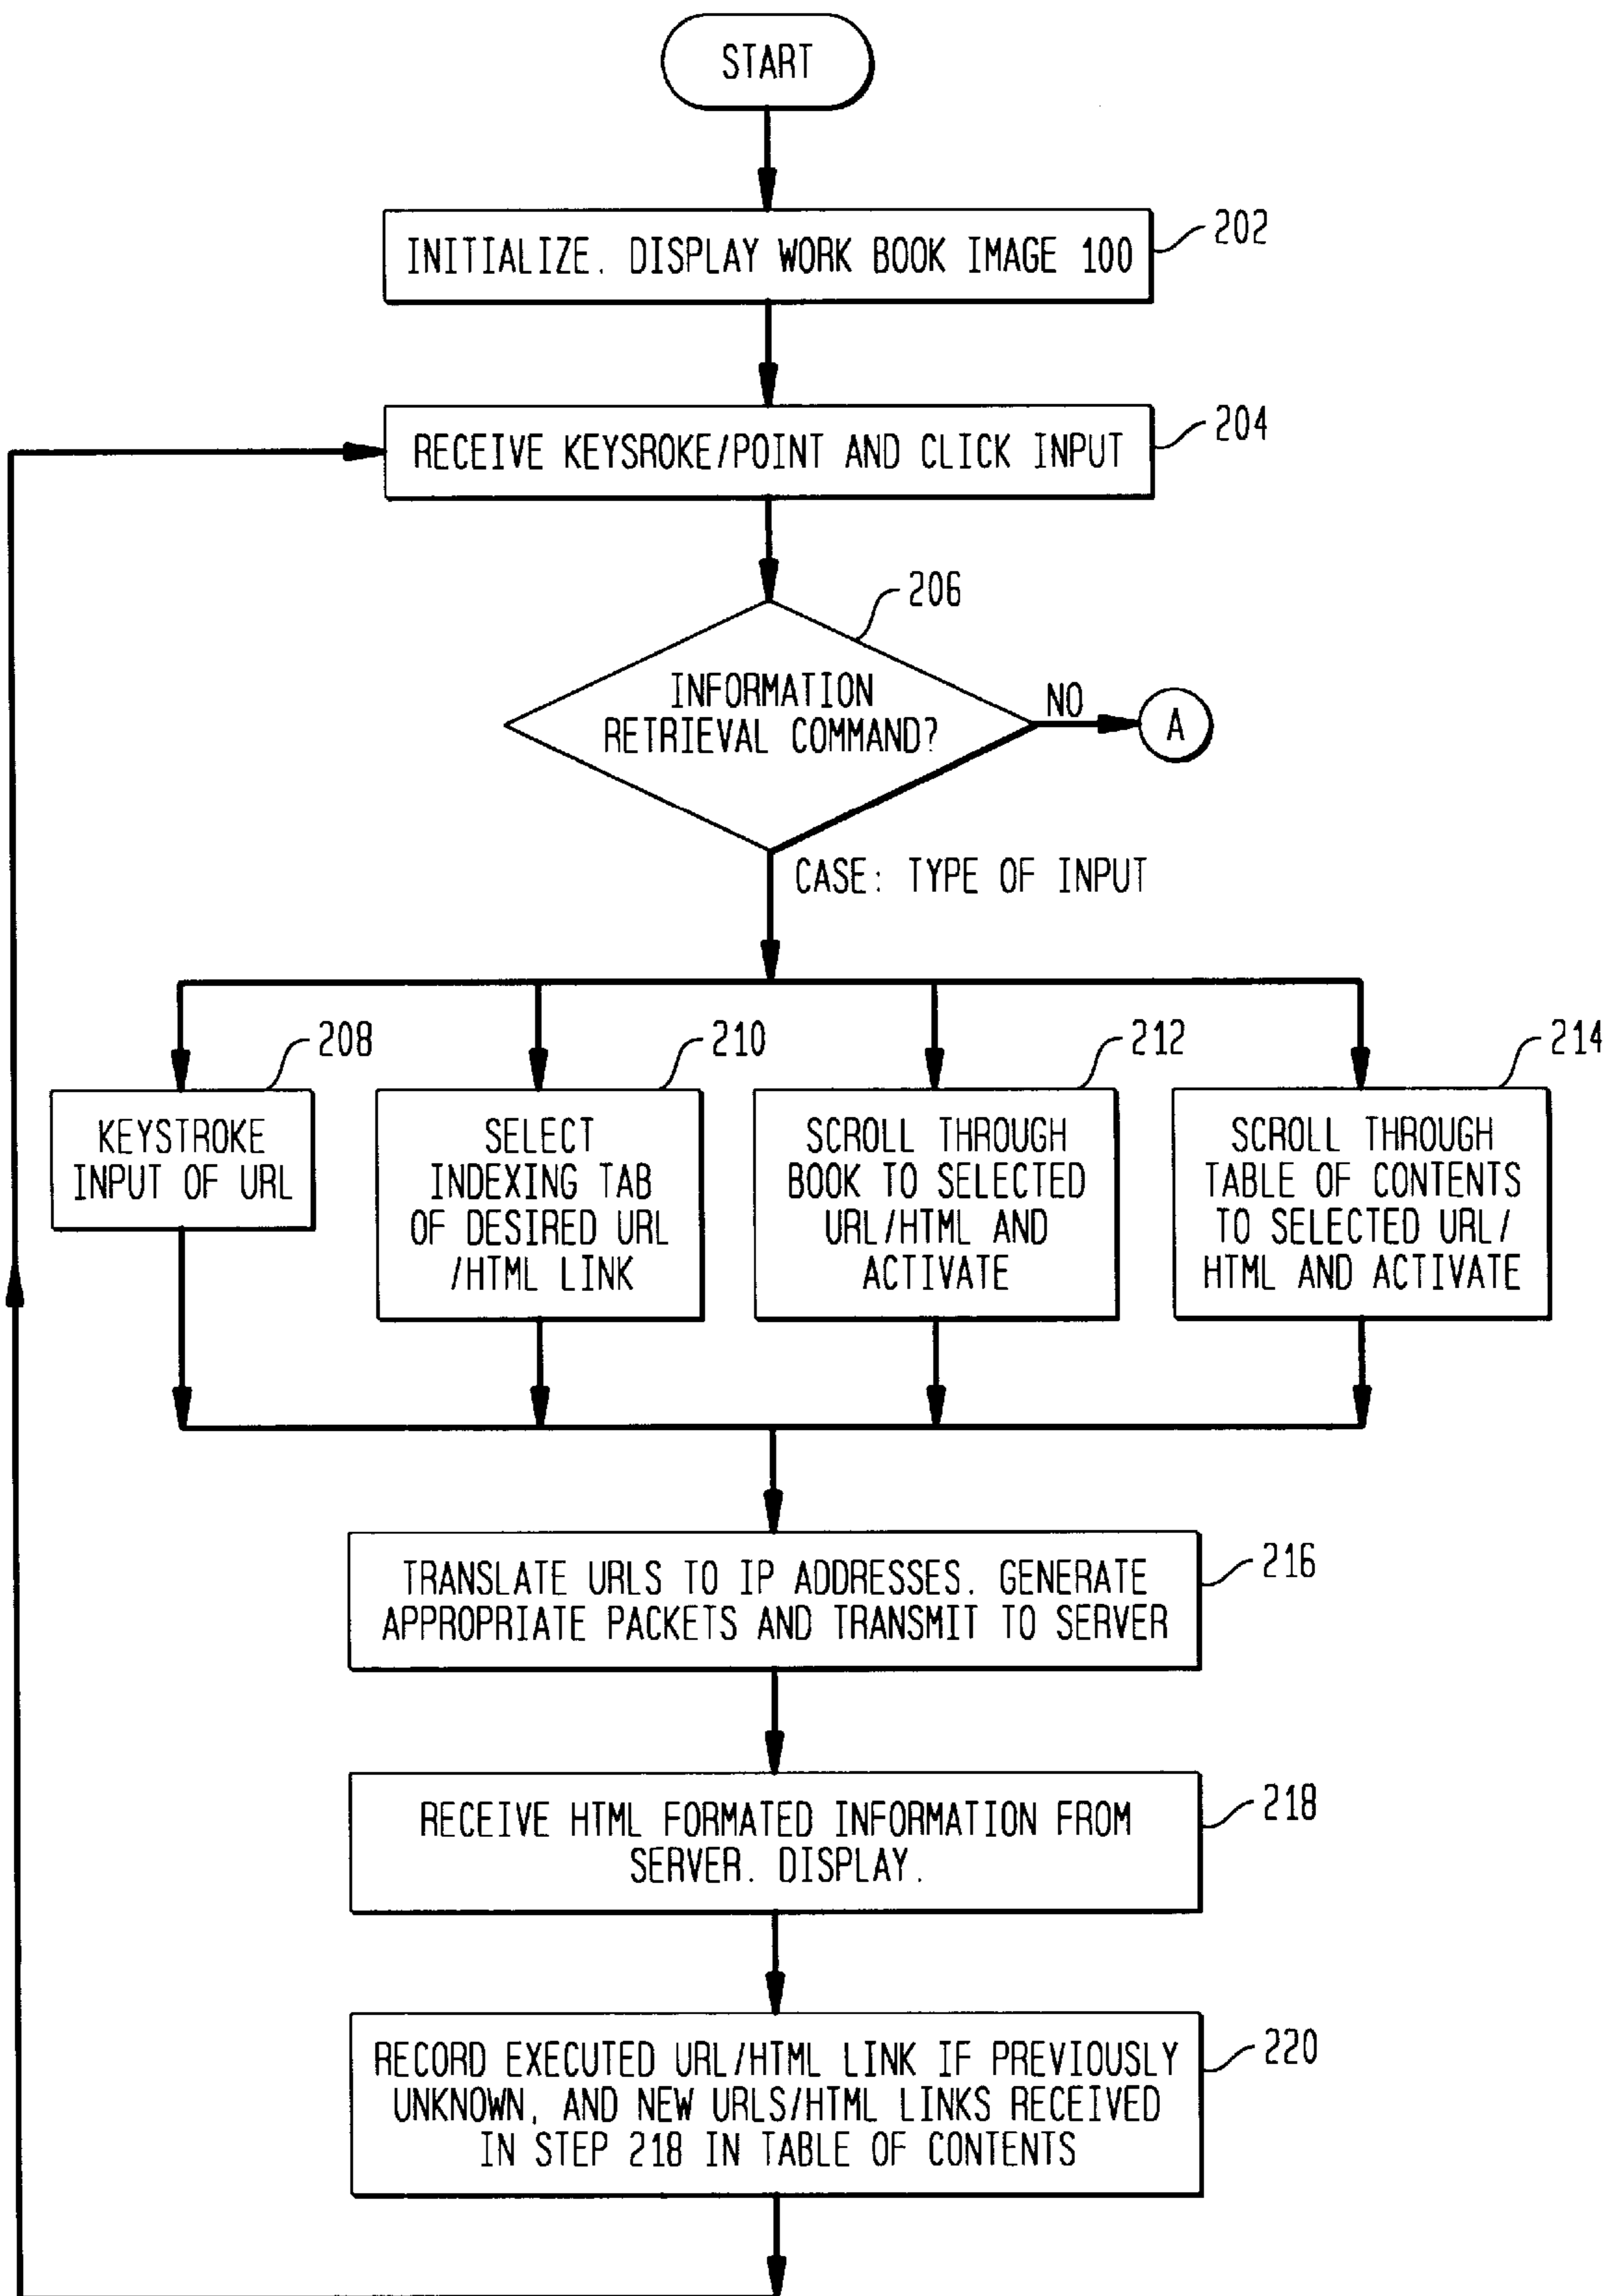 START
INITIALIZE. DISPLAY WORK BOOK IMAGE 100
202
RECEIVE KEYSROKE/POINT AND CLICK INPUT
204
206
INFORMATION
RETRIEVAL COMMAND?
NO
A
CASE: TYPE OF INPUT
208
KEYSTROKE
INPUT OF URL
210
SELECT
INDEXING TAB
OF DESIRED URL
/HTML LINK
212
SCROLL THROUGH
BOOK TO SELECTED
URL/HTML AND
ACTIVATE
214
SCROLL THROUGH
TABLE OF CONTENTS
TO SELECTED URL/
HTML AND ACTIVATE
TRANSLATE URLS TO IP ADDRESSES. GENERATE
APPROPRIATE PACKETS AND TRANSMIT TO SERVER
216
RECEIVE HTML FORMATED INFORMATION FROM
SERVER. DISPLAY.
218
RECORD EXECUTED URL/HTML LINK IF PREVIOUSLY
UNKNOWN, AND NEW URLS/HTML LINKS RECEIVED
IN STEP 218 IN TABLE OF CONTENTS
220